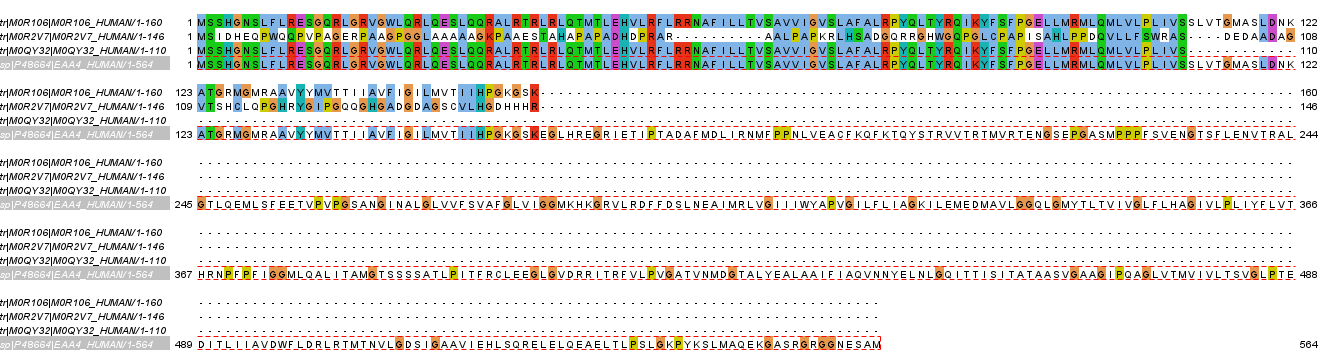 tr|M0R106|M0R106_HUMAN/1-160 1 MSSHGNSLFLRESGQRLGRVGWLQRLQESLQQRALRTRLRLQTMTLEHVLRFLRRNAFILLTVSAVVIGVSLAFALRPYQLTYRQIKYFSFPGELLMRMLQMLVLPLIVSSLVTGMASLDNK 122
tr|M0R2V7|M0R2V7_HUMAN/1-146 1 MSIDHEQPWQQPVPAGERPAAGPGGLAAAAAGKPAAESTAHAPAPADHDPRAR..........AALPAPKRLHSADGQRRGHWGQPGLCPAPISAHLPPDQVLLFSWRAS....DEDAADAG 108
tr|M0QY32|M0QY32_HUMAN/1-110 1 MSSHGNSLFLRESGQRLGRVGWLQRLQESLQQRALRTRLRLQTMTLEHVLRFLRRNAFILLTVSAVVIGVSLAFALRPYQLTYRQIKYFSFPGELLMRMLQMLVLPLIVS............ 110
sp|P48664|EAA4_HUMAN/1-564 1 MSSHGNSLFLRESGQRLGRVGWLQRLQESLQQRALRTRLRLQTMTLEHVLRFLRRNAFILLTVSAVVIGVSLAFALRPYQLTYRQIKYFSFPGELLMRMLQMLVLPLIVSSLVTGMASLDNK 122
tr|M0R106|M0R106_HUMAN/1-160 123 ATGRMGMRAAVYYMVTTIIAVFIGILMVTIIHPGKGSK 160
tr|M0R2V7|M0R2V7_HUMAN/1-146 109 VTSHCLQPGHRYGIPGQQGHGADGDAGSCVLHGDHHHR 146
tr|M0QY32|M0QY32_HUMAN/1-110 110
sp|P48664|EAA4_HUMAN/1-564 123 ATGRMGMRAAVYYMVTTIIAVFIGILMVTIIHPGKGSKEGLHREGRIETIPTADAFMDLIRNMFPPNLVEACFKQFKTQYSTRVVTRTMVRTENGSEPGASMPPPFSVENGTSFLENVTRAL 244
tr|M0R106|M0R106_HUMAN/1-160
tr|M0R2V7|M0R2V7_HUMAN/1-146
tr|M0QY32|M0QY32_HUMAN/1-110
sp|P48664|EAA4_HUMAN/1-564 245 GTLQEMLSFEETVPVPGSANGINALGLVVFSVAFGLVIGGMKHKGRVLRDFFDSLNEAIMRLVGIIIWYAPVGILFLIAGKILEMEDMAVLGGQLGMYTLTVIVGLFLHAGIVLPLIYFLVT 366
tr|M0R106|M0R106_HUMAN/1-160
tr|M0R2V7|M0R2V7_HUMAN/1-146
tr|M0QY32|M0QY32_HUMAN/1-110
sp|P48664|EAA4_HUMAN/1-564 367 HRNPFPFIGGMLQALITAMGTSSSSATLPITFRCLEEGLGVDRRITRFVLPVGATVNMDGTALYEALAAIFIAQVNNYELNLGQITTISITATAASVGAAGIPQAGLVTMVIVLTSVGLPTE 488
tr|M0R106|M0R106_HUMAN/1-160
tr|M0R2V7|M0R2V7_HUMAN/1-146
tr|M0QY32|M0QY32_HUMAN/1-110
sp|P48664|EAA4_HUMAN/1-564 489 DITLIIAVDWFLDRLRTMTNVLGDSIGAAVIEHLSQRELELQEAELTLPSLGKPYKSLMAQEKGASRGRGGNESAM 564